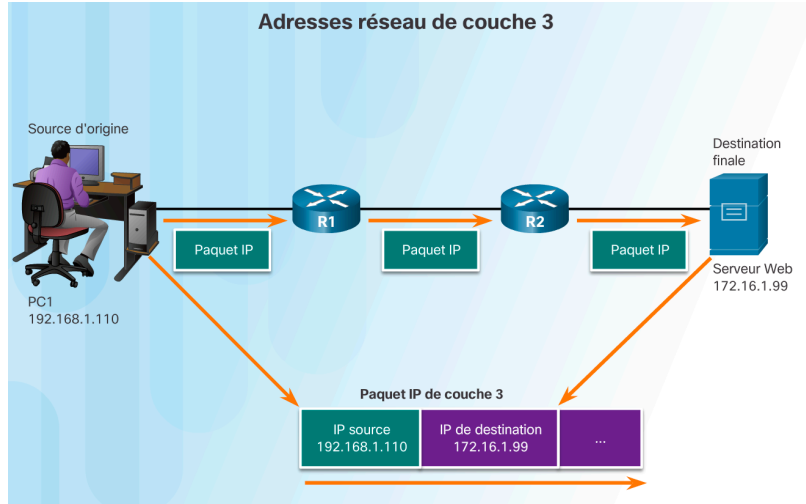 Adresses réseau de couche 3
Source d'origine
Destination
finale
R1
R2
Paquet IP
Paquet IP
Paquet IP
PC1
192.168.1.110
Serveur Web
172.16.1.99
Paquet IP de couche 3
IP source
192.168.1.110
IP de destination
172.16.1.99
...